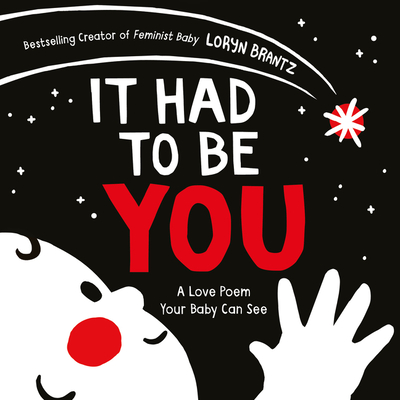 Bestselling Creator of Feminist Baby LORYN BRANTZ
IT HAD
TO BE
YOU
A Love Poem
Your Baby Can See